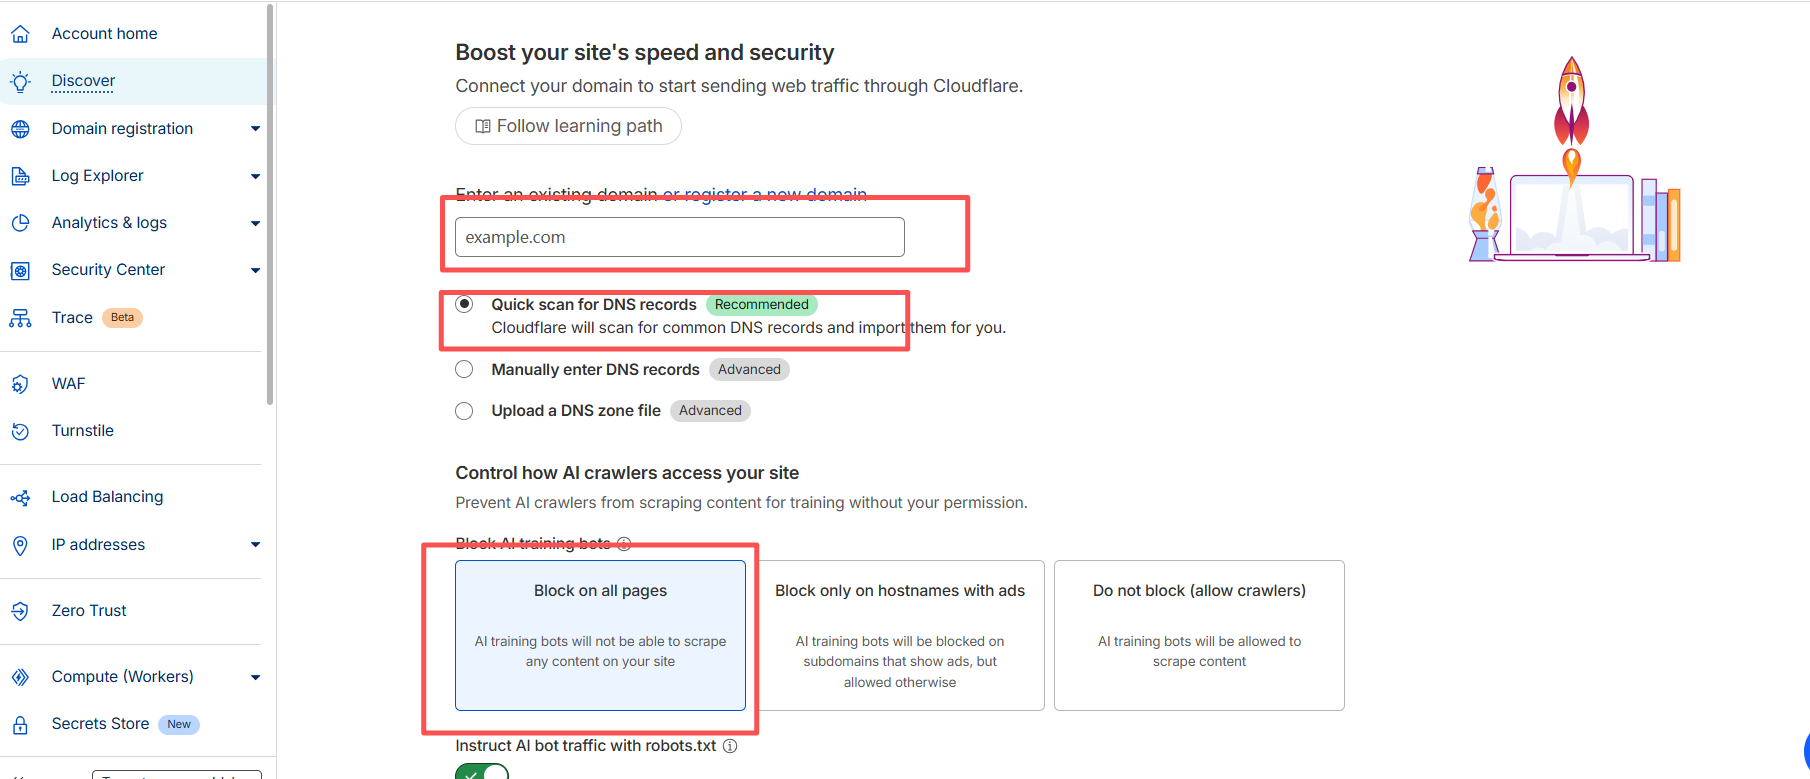 Account home
Discover
Domain registration
Log Explorer
Analytics & logs
Security Center
Trace Beta
WAF
Turnstile
Load Balancing
IP addresses
Zero Trust
Compute (Workers)
Secrets Store New
Boost your site's speed and security
Connect your domain to start sending web traffic through Cloudflare.
Follow learning path
Enter an existing domain or register a new domain
example.com
Quick scan for DNS records Recommended
Cloudflare will scan for common DNS records and import them for you.
Manually enter DNS records Advanced
Upload a DNS zone file Advanced
Control how AI crawlers access your site
Prevent AI crawlers from scraping content for training without your permission.
Block AI training bots
Block on all pages
AI training bots will not be able to scrape
any content on your site
Block only on hostnames with ads
AI training bots will be blocked on
subdomains that show ads, but
allowed otherwise
Do not block (allow crawlers)
AI training bots will be allowed to
scrape content
Instruct AI bot traffic with robots.txt